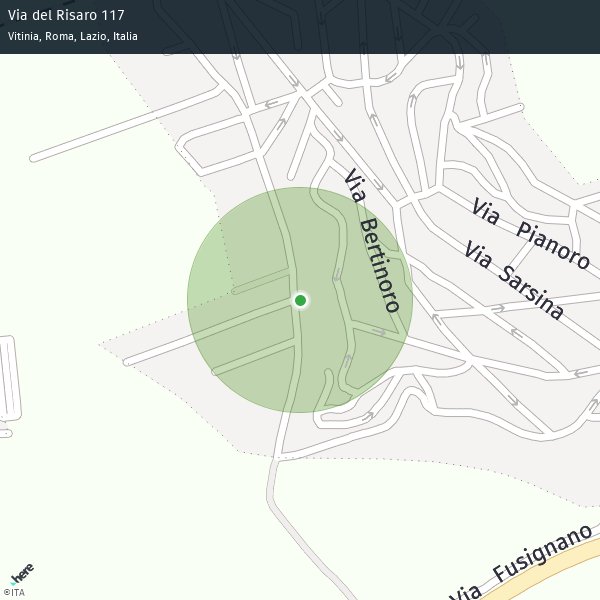 Via del Risaro 117
Vitinia, Roma, Lazio, Italia
Via Bertinoro
Via Pianoro
Via Sarsina
Via Fusignano
here
©ITA